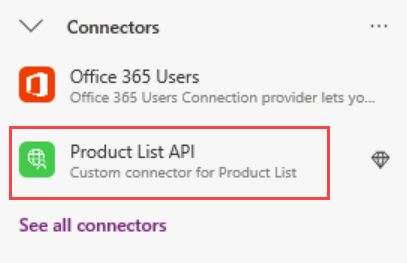 Connectors
Office 365 Users
Office 365 Users Connection provider lets yo...
Product List API
Custom connector for Product List
See all connectors